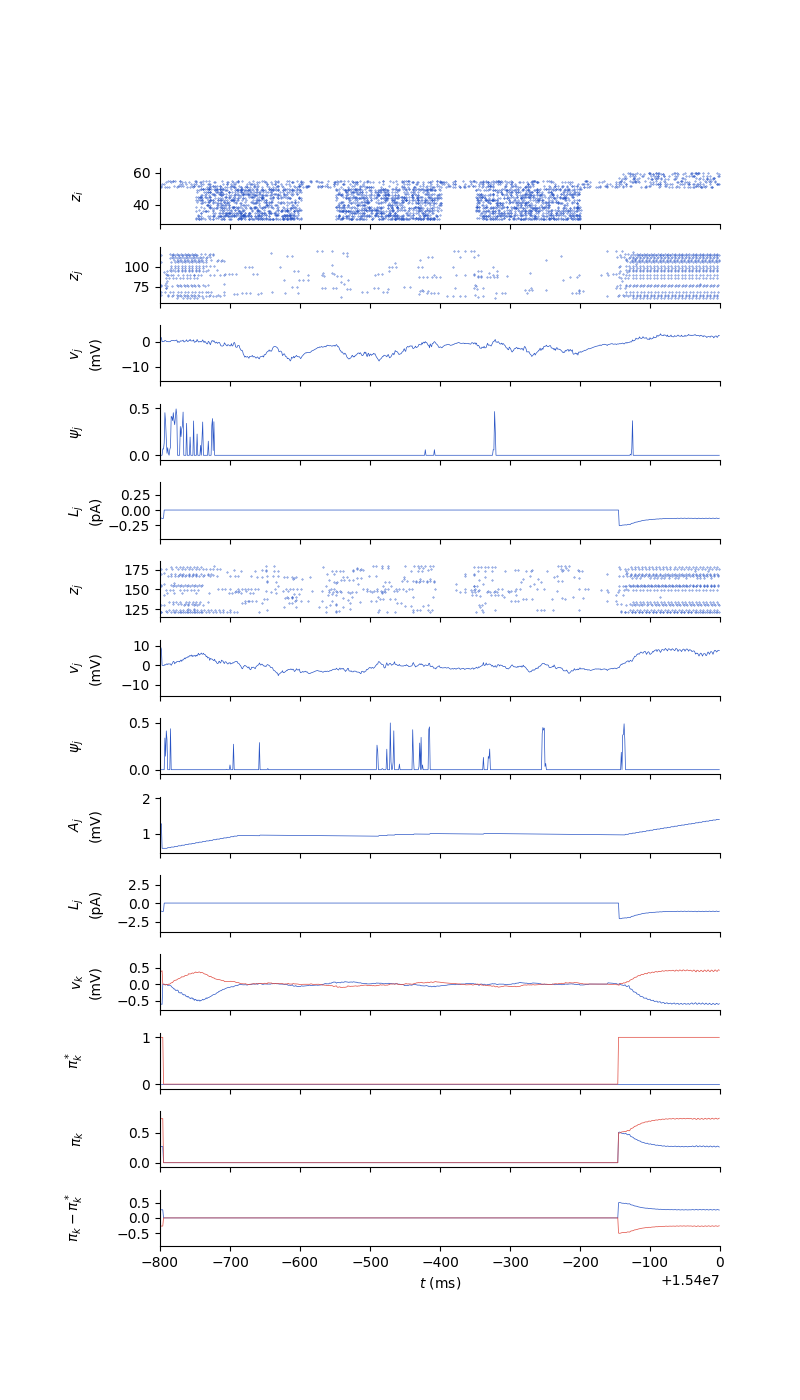 60
40
z_i
100
75
z_j
0
−10
v_j
(mV)
0.5
0.0
ψ_j
0.25
0.00
−0.25
L_j
(pA)
175
150
125
z_j
10
0
−10
v_j
(mV)
0.5
0.0
ψ_j
2
1
A_j
(mV)
2.5
0.0
−2.5
L_j
(pA)
0.5
0.0
−0.5
v_k
(mV)
1
0
π*_k
0.5
0.0
π_k
0.5
0.0
−0.5
π_k − π*_k
−800 −700 −600 −500 −400 −300 −200 −100 0
t (ms)
+1.54e7